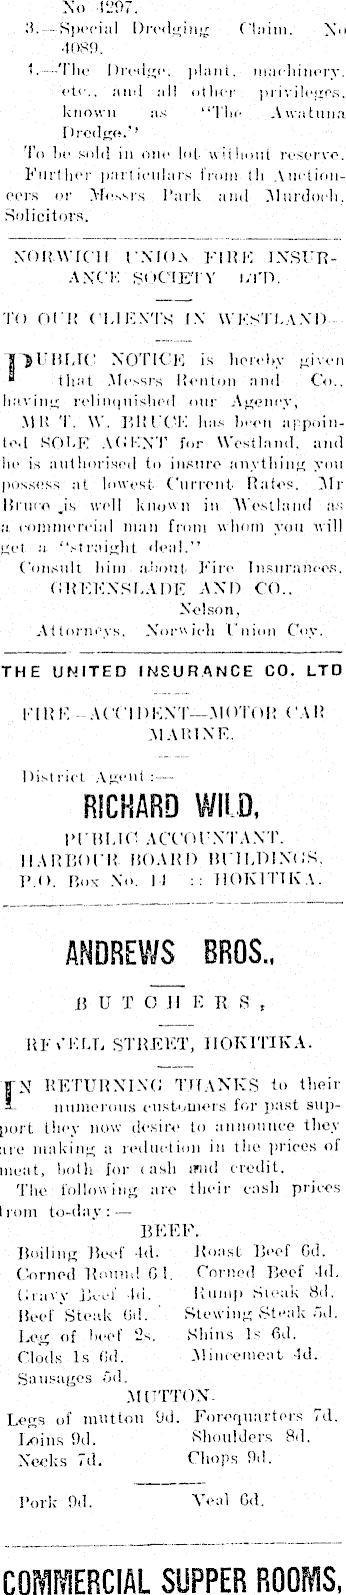 No 4297.
3.—Special Dredging Claim. No
4089.
4.—The Dredge, plant, machinery,
etc., and all other privileges,
known as "The Awatuna
Dredge."
To be sold in one lot without reserve.
Further particulars from th Auction-
eers or Messrs Park and Murdoch,
Solicitors.
NORWICH UNION FIRE INSUR-
ANCE SOCIETY LTD.
TO OUR CLIENTS IN WESTLAND—
PUBLIC NOTICE is hereby given
that Messrs Renton and Co.,
having relinquished our Agency,
MR T. W. BRUCE has been appoin-
ted SOLE AGENT for Westland, and
he is authorised to insure anything you
possess at lowest Current Rates. Mr
Bruce is well known in Westland as
a commercial man from whom you will
get a "straight deal."
Consult him about Fire Insurances.
GREENSLADE AND CO.,
Nelson,
Attorneys, Norwich Union Coy.
THE UNITED INSURANCE CO. LTD
FIRE—ACCIDENT—MOTOR CAR
MARINE.
District Agent:—
RICHARD WILD,
PUBLIC ACCOUNTANT.
HARBOUR BOARD BUILDINGS,
P.O. Box No. 14 :: HOKITIKA.
ANDREWS BROS.,
BUTCHERS,
REVELL STREET, HOKITIKA.
IN RETURNING THANKS to their
numerous customers for past sup-
port they now desire to announce they
are making a reduction in the prices of
meat, both for cash and credit.
The following are their cash prices
from to-day:—
BEEF.
Boiling Beef 4d. Roast Beef 6d.
Corned Round 6d. Corned Beef 4d.
Gravy Beef 4d. Rump Steak 8d.
Beef Steak 6d. Stewing Steak 5d.
Leg of beef 2s. Shins 1s 6d.
Clods 1s 6d. Mincemeat 4d.
Sausages 5d.
MUTTON.
Legs of mutton 9d. Forequarters 7d.
Loins 9d. Shoulders 8d.
Necks 7d. Chops 9d.
Pork 9d. Veal 6d.
COMMERCIAL SUPPER ROOMS,